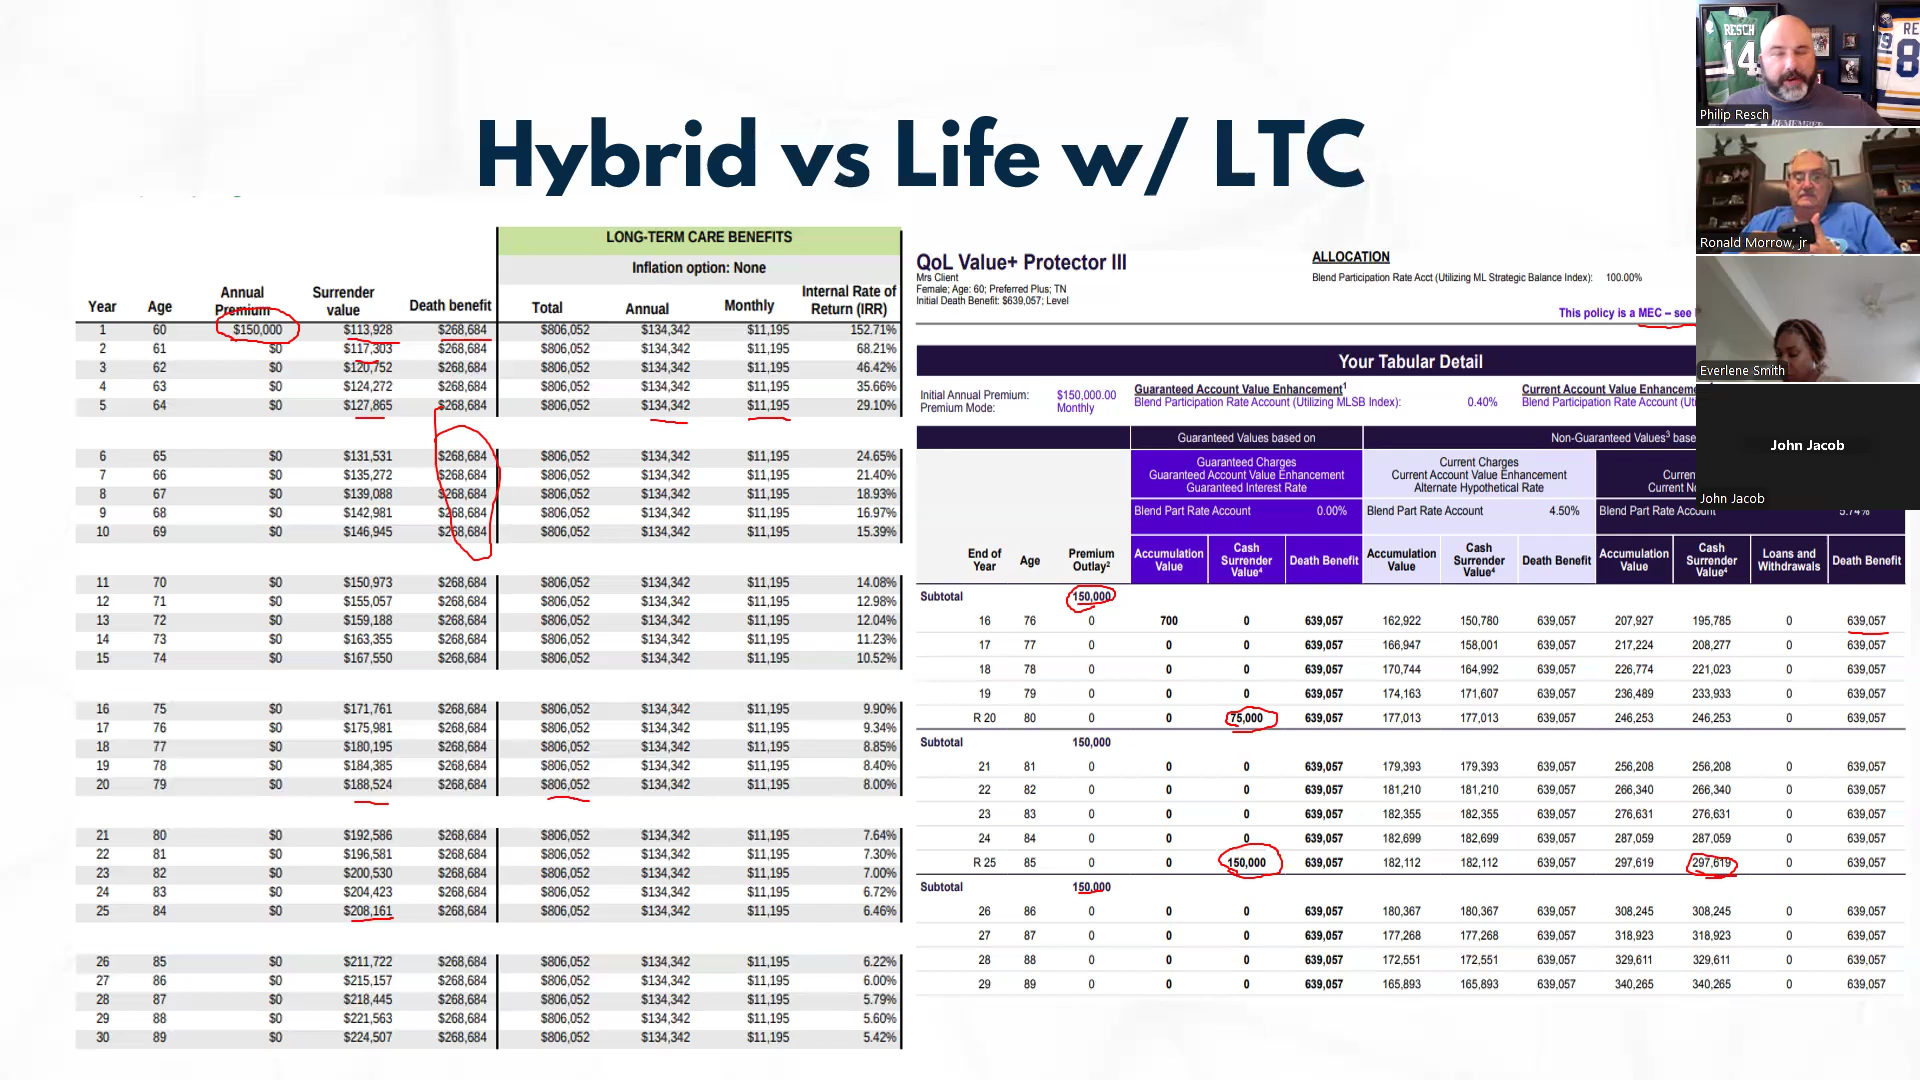 Hybrid vs Life w/ LTC
LONG-TERM CARE BENEFITS
Inflation option: None
Year Age Annual Premium Surrender value Death benefit Total Annual Monthly Internal Rate of Return (IRR)
1 60 $150,000 $113,928 $268,684 $806,052 $134,342 $11,195 152.71%
2 61 $0 $117,303 $268,684 $806,052 $134,342 $11,195 68.21%
3 62 $0 $120,752 $268,684 $806,052 $134,342 $11,195 46.42%
4 63 $0 $124,272 $268,684 $806,052 $134,342 $11,195 35.66%
5 64 $0 $127,865 $268,684 $806,052 $134,342 $11,195 29.10%
6 65 $0 $131,531 $268,684 $806,052 $134,342 $11,195 24.65%
7 66 $0 $135,272 $268,684 $806,052 $134,342 $11,195 21.40%
8 67 $0 $139,088 $268,684 $806,052 $134,342 $11,195 18.93%
9 68 $0 $142,981 $268,684 $806,052 $134,342 $11,195 16.97%
10 69 $0 $146,945 $268,684 $806,052 $134,342 $11,195 15.39%
11 70 $0 $150,973 $268,684 $806,052 $134,342 $11,195 14.08%
12 71 $0 $155,057 $268,684 $806,052 $134,342 $11,195 12.98%
13 72 $0 $159,188 $268,684 $806,052 $134,342 $11,195 12.04%
14 73 $0 $163,355 $268,684 $806,052 $134,342 $11,195 11.23%
15 74 $0 $167,550 $268,684 $806,052 $134,342 $11,195 10.52%
16 75 $0 $171,761 $268,684 $806,052 $134,342 $11,195 9.90%
17 76 $0 $175,981 $268,684 $806,052 $134,342 $11,195 9.34%
18 77 $0 $180,195 $268,684 $806,052 $134,342 $11,195 8.85%
19 78 $0 $184,385 $268,684 $806,052 $134,342 $11,195 8.40%
20 79 $0 $188,524 $268,684 $806,052 $134,342 $11,195 8.00%
21 80 $0 $192,586 $268,684 $806,052 $134,342 $11,195 7.64%
22 81 $0 $196,581 $268,684 $806,052 $134,342 $11,195 7.30%
23 82 $0 $200,530 $268,684 $806,052 $134,342 $11,195 7.00%
24 83 $0 $204,423 $268,684 $806,052 $134,342 $11,195 6.72%
25 84 $0 $208,161 $268,684 $806,052 $134,342 $11,195 6.46%
26 85 $0 $211,722 $268,684 $806,052 $134,342 $11,195 6.22%
27 86 $0 $215,157 $268,684 $806,052 $134,342 $11,195 6.00%
28 87 $0 $218,445 $268,684 $806,052 $134,342 $11,195 5.79%
29 88 $0 $221,563 $268,684 $806,052 $134,342 $11,195 5.60%
30 89 $0 $224,507 $268,684 $806,052 $134,342 $11,195 5.42%
QoL Value+ Protector III
Mrs Client
Female; Age: 60; Preferred Plus; TN
Initial Death Benefit: $639,057; Level
ALLOCATION
Blend Participation Rate Acct (Utilizing ML Strategic Balance Index): 100.00%
This policy is a MEC – see
Your Tabular Detail
Initial Annual Premium: $150,000.00
Premium Mode: Monthly
Guaranteed Account Value Enhancement1
Blend Participation Rate Account (Utilizing MLSB Index): 0.40%
Current Account Value Enhancem
Blend Participation Rate Account (Uti
Guaranteed Values based on
Non-Guaranteed Values3 base
Guaranteed Charges
Guaranteed Account Value Enhancement
Guaranteed Interest Rate
Current Charges
Current Account Value Enhancement
Alternate Hypothetical Rate
Curren
Current No
Blend Part Rate Account 0.00%
Blend Part Rate Account 4.50%
Blend Part Rate Account 5.74%
End of Year Age Premium Outlay2 Accumulation Value Cash Surrender Value4 Death Benefit Accumulation Value Cash Surrender Value4 Death Benefit Accumulation Value Cash Surrender Value4 Loans and Withdrawals Death Benefit
Subtotal 150,000
16 76 0 700 0 639,057 162,922 150,780 639,057 207,927 195,785 0 639,057
17 77 0 0 0 639,057 166,947 158,001 639,057 217,224 208,277 0 639,057
18 78 0 0 0 639,057 170,744 164,992 639,057 226,774 221,023 0 639,057
19 79 0 0 0 639,057 174,163 171,607 639,057 236,489 233,933 0 639,057
R 20 80 0 0 75,000 639,057 177,013 177,013 639,057 246,253 246,253 0 639,057
Subtotal 150,000
21 81 0 0 0 639,057 179,393 179,393 639,057 256,208 256,208 0 639,057
22 82 0 0 0 639,057 181,210 181,210 639,057 266,340 266,340 0 639,057
23 83 0 0 0 639,057 182,355 182,355 639,057 276,631 276,631 0 639,057
24 84 0 0 0 639,057 182,699 182,699 639,057 287,059 287,059 0 639,057
R 25 85 0 0 150,000 639,057 182,112 182,112 639,057 297,619 297,619 0 639,057
Subtotal 150,000
26 86 0 0 0 639,057 180,367 180,367 639,057 308,245 308,245 0 639,057
27 87 0 0 0 639,057 177,268 177,268 639,057 318,923 318,923 0 639,057
28 88 0 0 0 639,057 172,551 172,551 639,057 329,611 329,611 0 639,057
29 89 0 0 0 639,057 165,893 165,893 639,057 340,265 340,265 0 639,057
RESCH
14
RE
8
Philip Resch
Ronald Morrow, jr
Everlene Smith
John Jacob
John Jacob